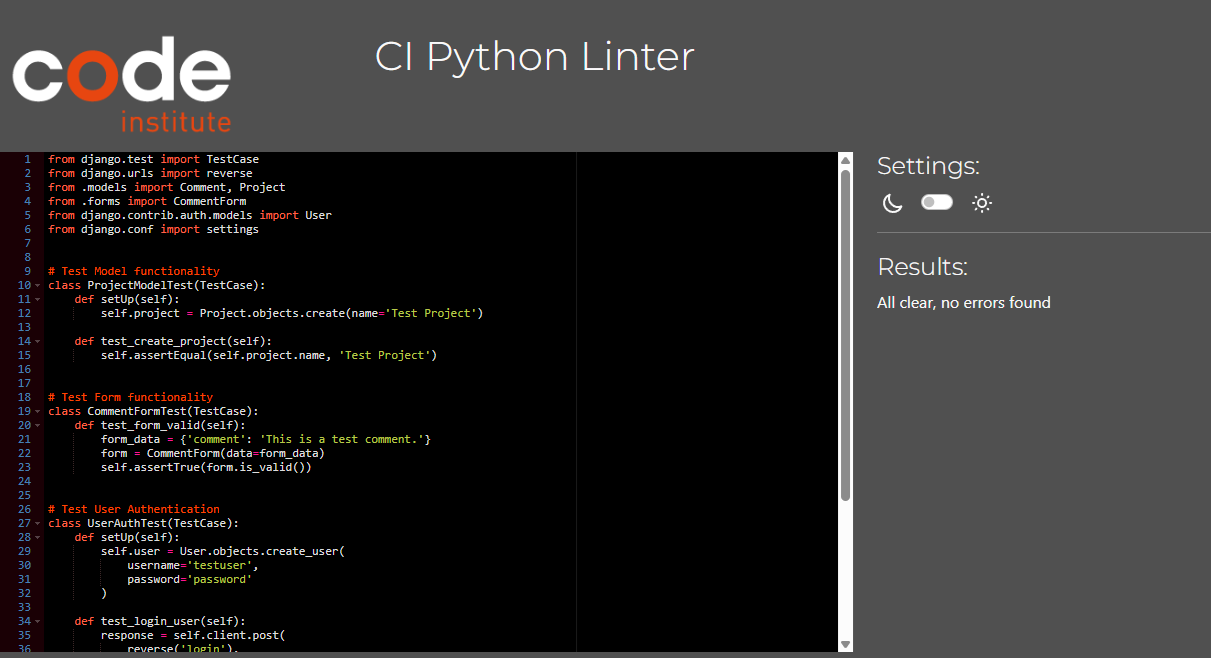 code
institute
CI Python Linter
1 from django.test import TestCase
2 from django.urls import reverse
3 from .models import Comment, Project
4 from .forms import CommentForm
5 from django.contrib.auth.models import User
6 from django.conf import settings
7
8
9 # Test Model functionality
10 class ProjectModelTest(TestCase):
11     def setUp(self):
12         self.project = Project.objects.create(name='Test Project')
13
14     def test_create_project(self):
15         self.assertEqual(self.project.name, 'Test Project')
16
17
18 # Test Form functionality
19 class CommentFormTest(TestCase):
20     def test_form_valid(self):
21         form_data = {'comment': 'This is a test comment.'}
22         form = CommentForm(data=form_data)
23         self.assertTrue(form.is_valid())
24
25
26 # Test User Authentication
27 class UserAuthTest(TestCase):
28     def setUp(self):
29         self.user = User.objects.create_user(
30             username='testuser',
31             password='password'
32         )
33
34     def test_login_user(self):
35         response = self.client.post(
36             reverse('login'),
Settings:
Results:
All clear, no errors found